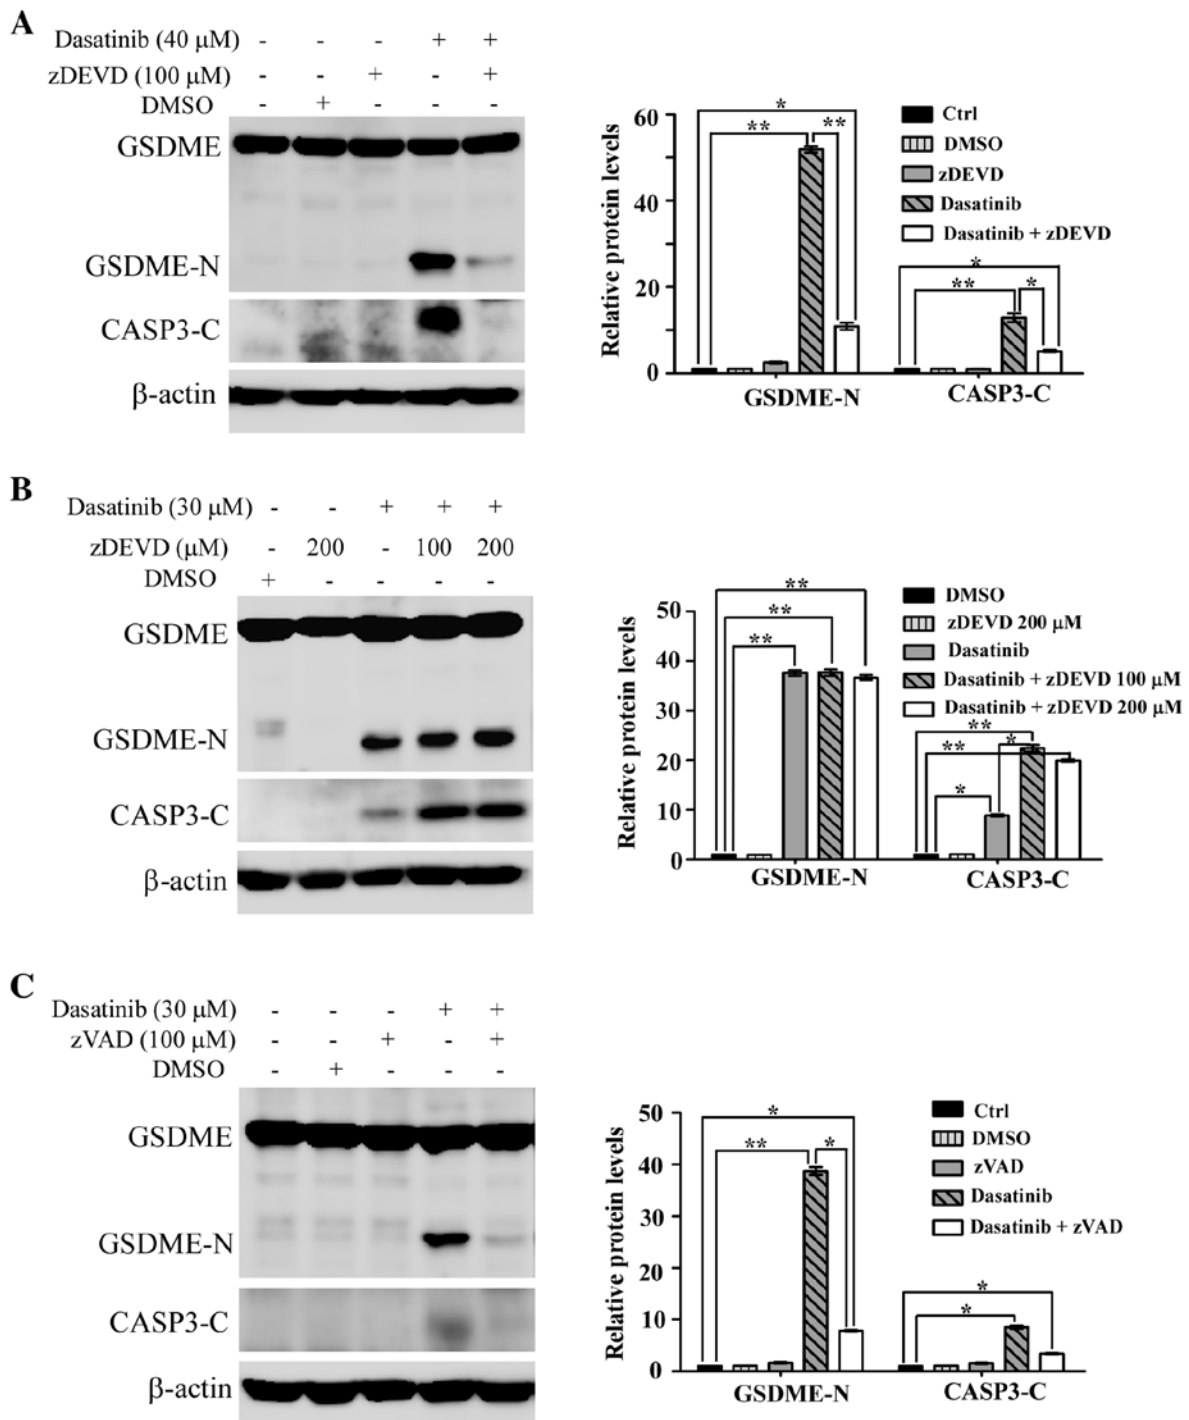 A
Dasatinib (40 μM) - - - + +
zDEVD (100 μM) - - + - +
DMSO - + - - -
GSDME
GSDME-N
CASP3-C
β-actin
Relative protein levels
60
40
20
0
* ** ** * ** *
GSDME-N CASP3-C
Ctrl
DMSO
zDEVD
Dasatinib
Dasatinib + zDEVD
B
Dasatinib (30 μM) - - + + +
zDEVD (μM) - 200 - 100 200
DMSO + - - - -
GSDME
GSDME-N
CASP3-C
β-actin
Relative protein levels
50
40
30
20
10
0
** ** ** ** * ** *
GSDME-N CASP3-C
DMSO
zDEVD 200 μM
Dasatinib
Dasatinib + zDEVD 100 μM
Dasatinib + zDEVD 200 μM
C
Dasatinib (30 μM) - - - + +
zVAD (100 μM) - - + - +
DMSO - + - - -
GSDME
GSDME-N
CASP3-C
β-actin
Relative protein levels
50
40
30
20
10
0
* ** * * *
GSDME-N CASP3-C
Ctrl
DMSO
zVAD
Dasatinib
Dasatinib + zVAD